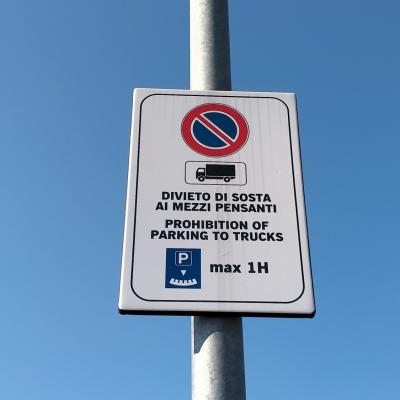 DIVIETO DI SOSTA
AI MEZZI PENSANTI
PROHIBITION OF
PARKING TO TRUCKS
P
max 1H